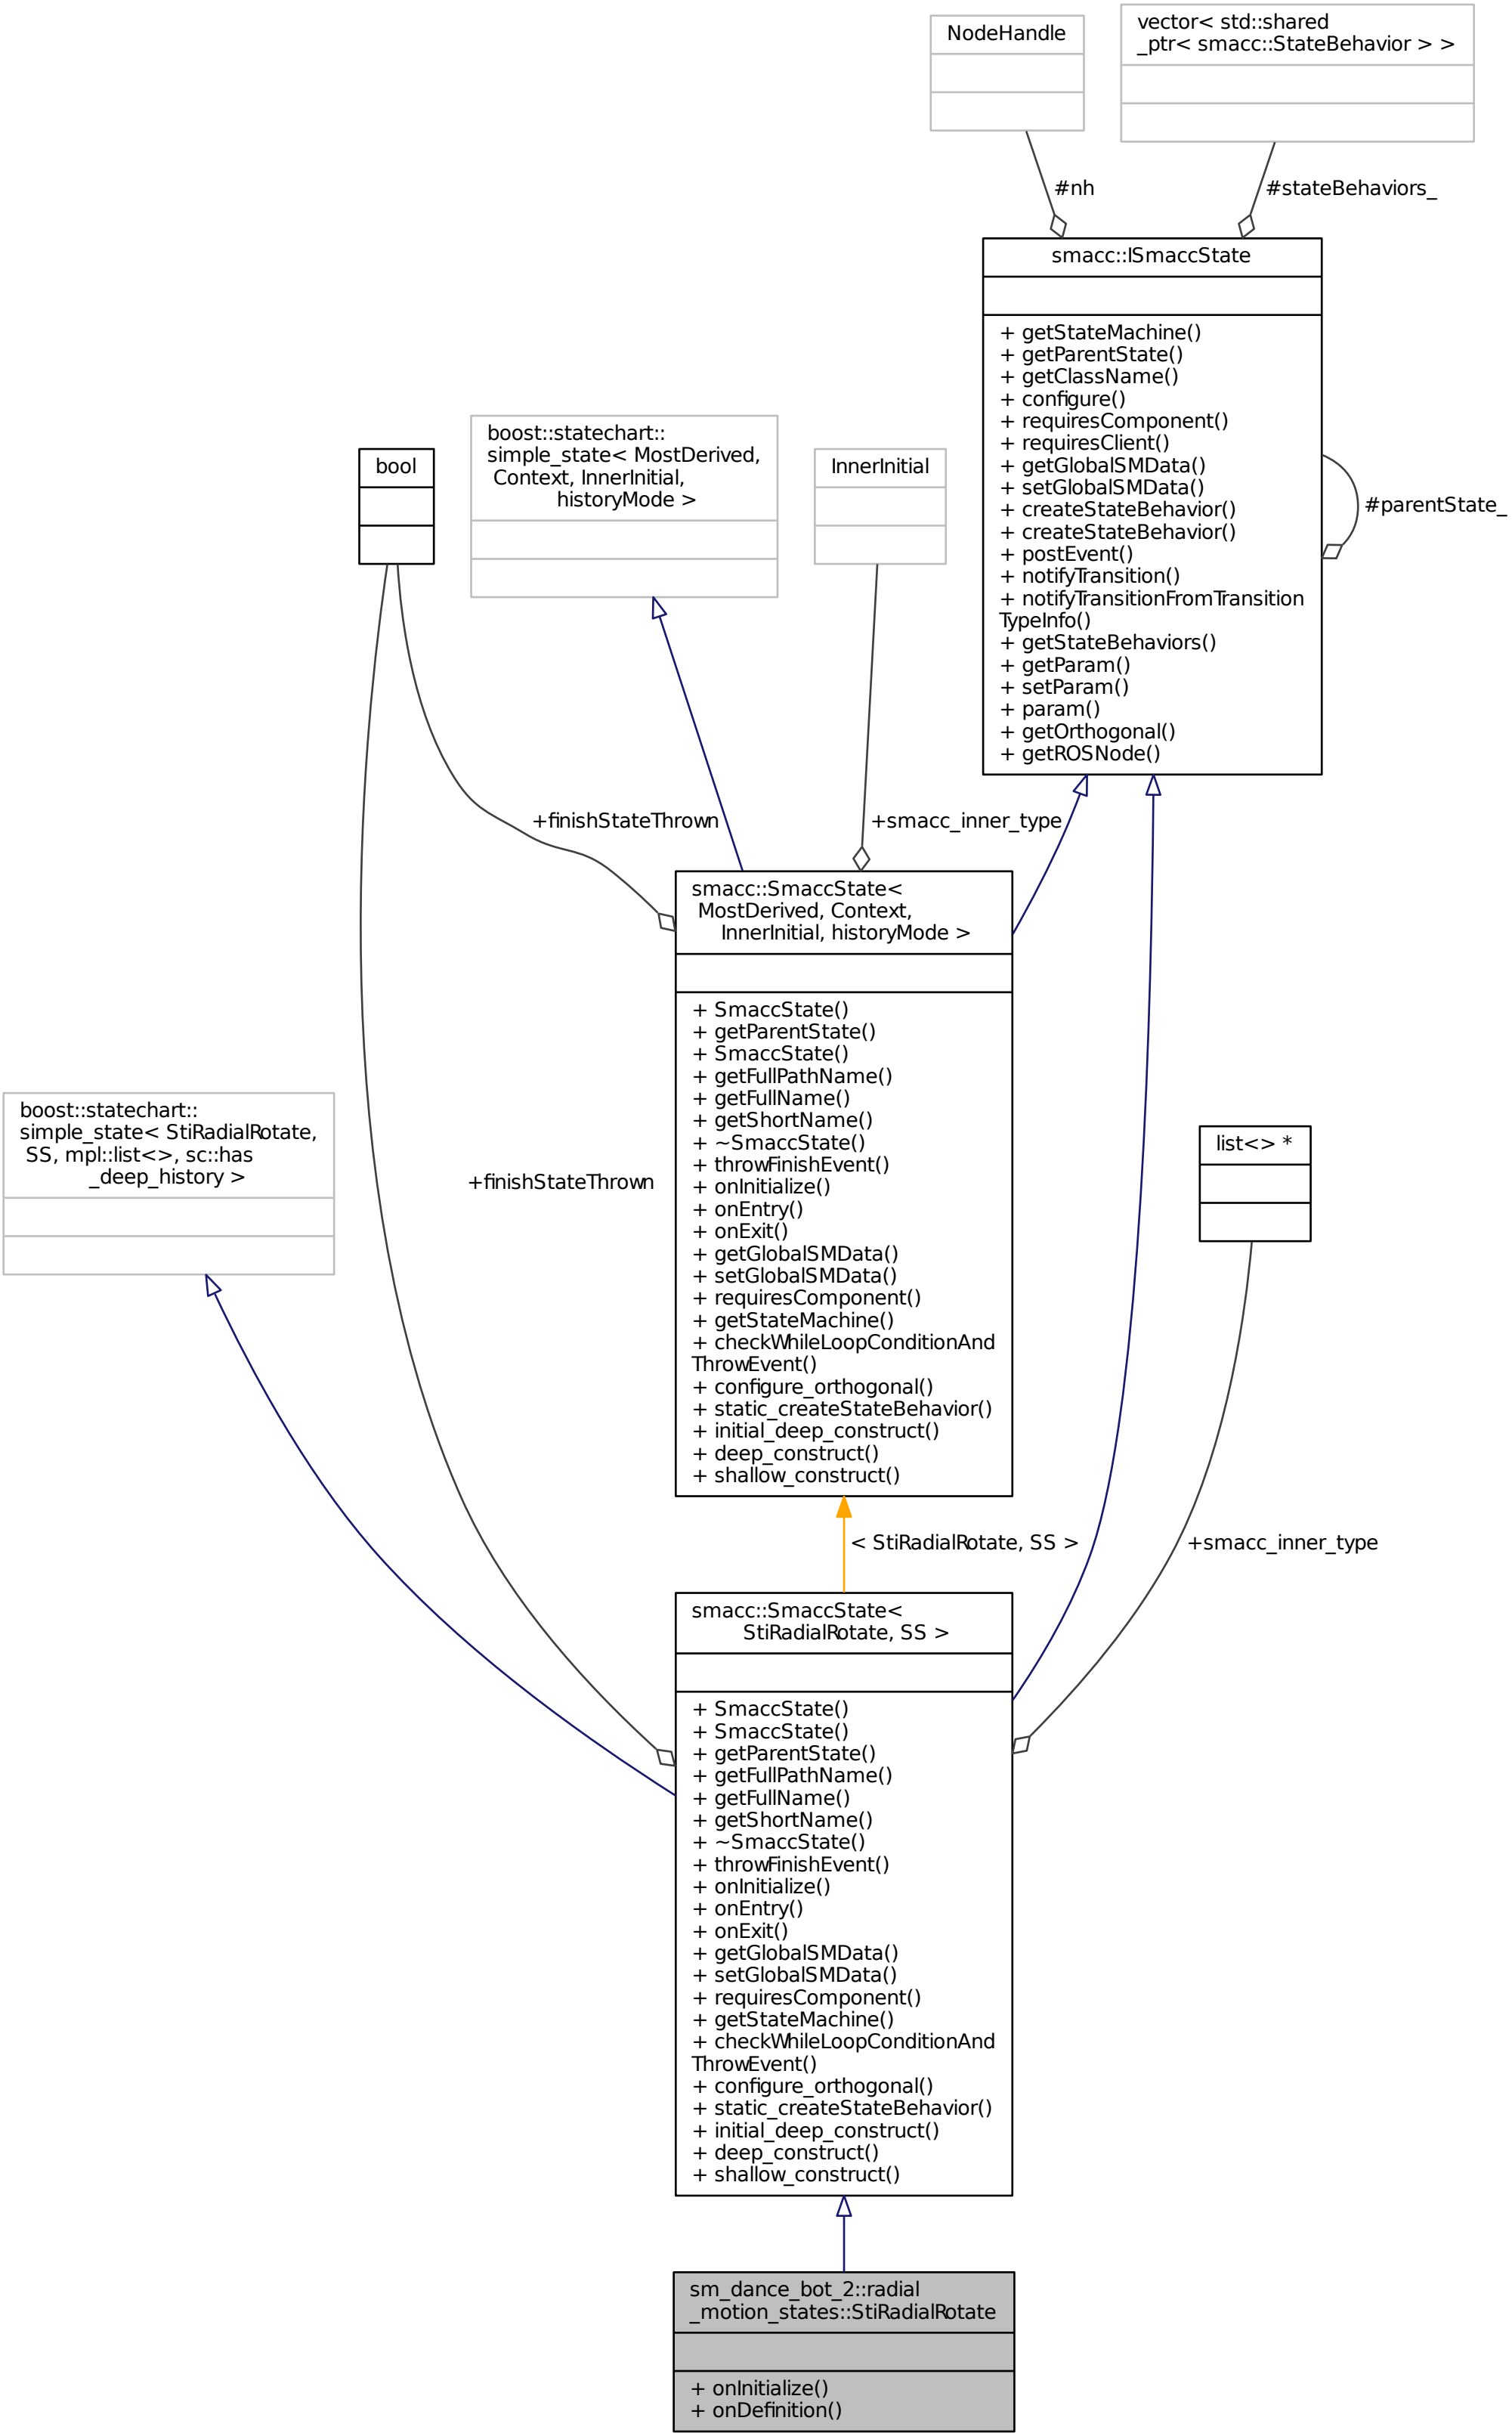 NodeHandle
vector< std::shared
_ptr< smacc::StateBehavior > >
#nh
#stateBehaviors_
smacc::ISmaccState
+ getStateMachine()
+ getParentState()
+ getClassName()
+ configure()
+ requiresComponent()
+ requiresClient()
+ getGlobalSMData()
+ setGlobalSMData()
+ createStateBehavior()
+ createStateBehavior()
+ postEvent()
+ notifyTransition()
+ notifyTransitionFromTransition
TypeInfo()
+ getStateBehaviors()
+ getParam()
+ setParam()
+ param()
+ getOrthogonal()
+ getROSNode()
#parentState_
bool
boost::statechart::
simple_state< MostDerived,
Context, InnerInitial,
historyMode >
InnerInitial
+finishStateThrown
+smacc_inner_type
smacc::SmaccState<
MostDerived, Context,
InnerInitial, historyMode >
+ SmaccState()
+ getParentState()
+ SmaccState()
+ getFullPathName()
+ getFullName()
+ getShortName()
+ ~SmaccState()
+ throwFinishEvent()
+ onInitialize()
+ onEntry()
+ onExit()
+ getGlobalSMData()
+ setGlobalSMData()
+ requiresComponent()
+ getStateMachine()
+ checkWhileLoopConditionAnd
ThrowEvent()
+ configure_orthogonal()
+ static_createStateBehavior()
+ initial_deep_construct()
+ deep_construct()
+ shallow_construct()
boost::statechart::
simple_state< StiRadialRotate,
SS, mpl::list<>, sc::has
_deep_history >
+finishStateThrown
list<> *
< StiRadialRotate, SS >
+smacc_inner_type
smacc::SmaccState<
StiRadialRotate, SS >
+ SmaccState()
+ SmaccState()
+ getParentState()
+ getFullPathName()
+ getFullName()
+ getShortName()
+ ~SmaccState()
+ throwFinishEvent()
+ onInitialize()
+ onEntry()
+ onExit()
+ getGlobalSMData()
+ setGlobalSMData()
+ requiresComponent()
+ getStateMachine()
+ checkWhileLoopConditionAnd
ThrowEvent()
+ configure_orthogonal()
+ static_createStateBehavior()
+ initial_deep_construct()
+ deep_construct()
+ shallow_construct()
sm_dance_bot_2::radial
_motion_states::StiRadialRotate
+ onInitialize()
+ onDefinition()